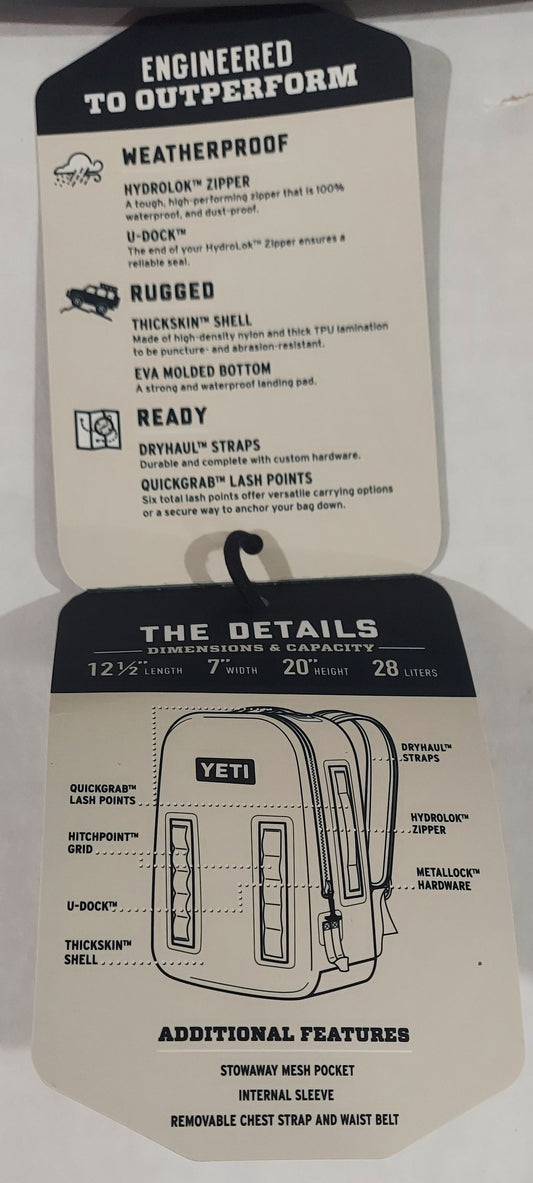 ENGINEERED
TO OUTPERFORM
WEATHERPROOF
HYDROLOK™ ZIPPER
A tough, high-performing zipper that is 100%
waterproof, and dust-proof.
U-DOCK™
The end of your HydroLok™ Zipper ensures a
reliable seal.
RUGGED
THICKSKIN™ SHELL
Made of high-density nylon and thick TPU lamination
to be puncture- and abrasion-resistant.
EVA MOLDED BOTTOM
A strong and waterproof landing pad.
READY
DRYHAUL™ STRAPS
Durable and complete with custom hardware.
QUICKGRAB™ LASH POINTS
Six total lash points offer versatile carrying options
or a secure way to anchor your bag down.
THE DETAILS
DIMENSIONS & CAPACITY
12 1/2" LENGTH 7" WIDTH 20" HEIGHT 28 LITERS
YETI
DRYHAUL™
STRAPS
QUICKGRAB™
LASH POINTS
HYDROLOK™
ZIPPER
HITCHPOINT™
GRID
METALLOCK™
HARDWARE
U-DOCK™
THICKSKIN™
SHELL
ADDITIONAL FEATURES
STOWAWAY MESH POCKET
INTERNAL SLEEVE
REMOVABLE CHEST STRAP AND WAIST BELT